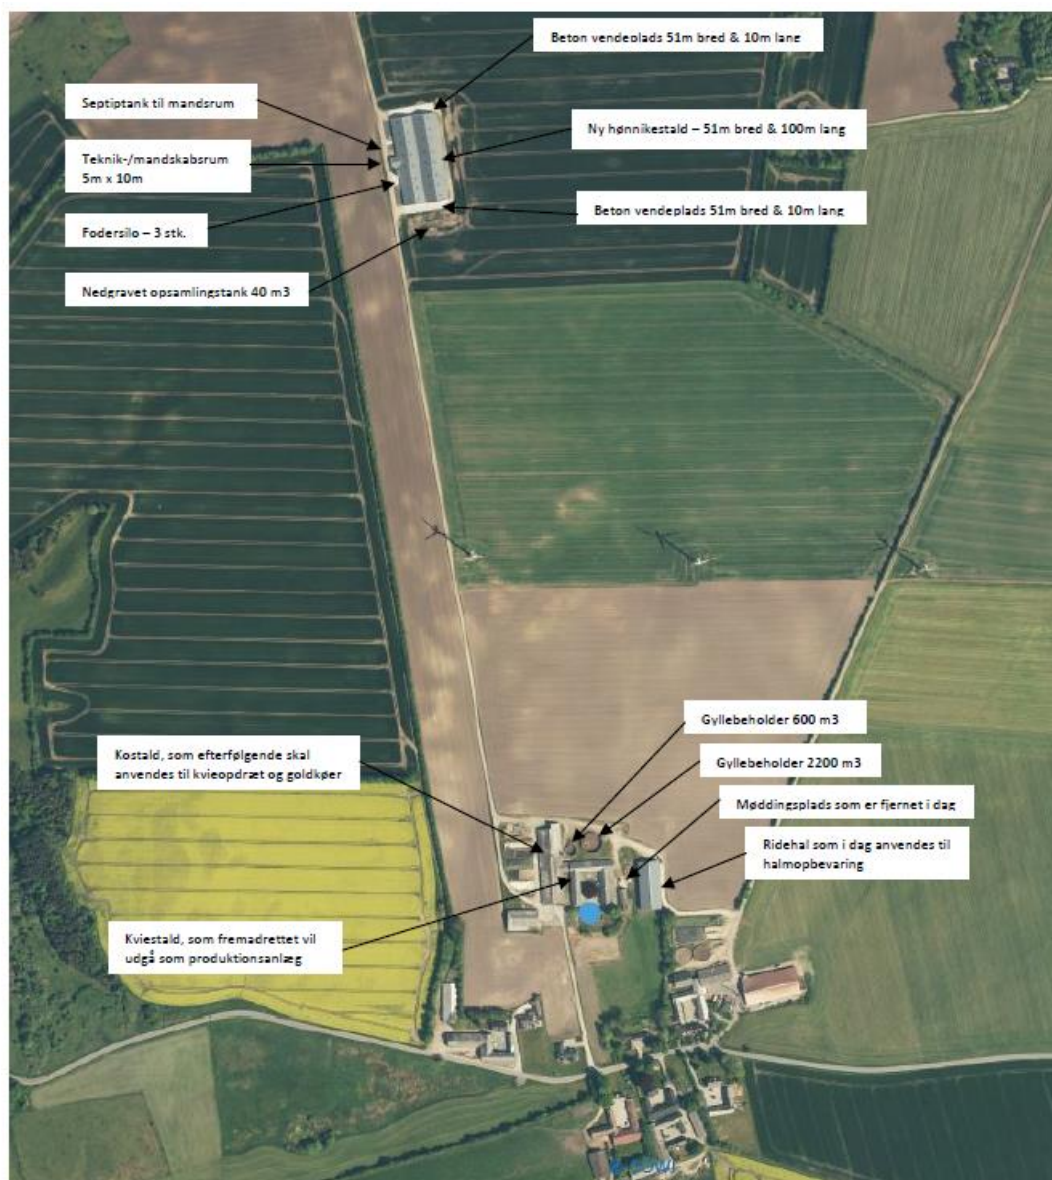 Beton vendeplads 51m bred & 10m lang
Septiptank til mandsrum
Ny hønnikestald – 51m bred & 100m lang
Teknik-/mandskabsrum
5m x 10m
Beton vendeplads 51m bred & 10m lang
Fodersilo – 3 stk.
Nedgravet opsamlingstank 40 m3
Gyllebeholder 600 m3
Kostald, som efterfølgende skal
anvendes til kvieopdræt og goldkøer
Gyllebeholder 2200 m3
Møddingsplads som er fjernet i dag
Ridehal som i dag anvendes til
halmopbevaring
Kviestald, som fremadrettet vil
udgå som produktionsanlæg